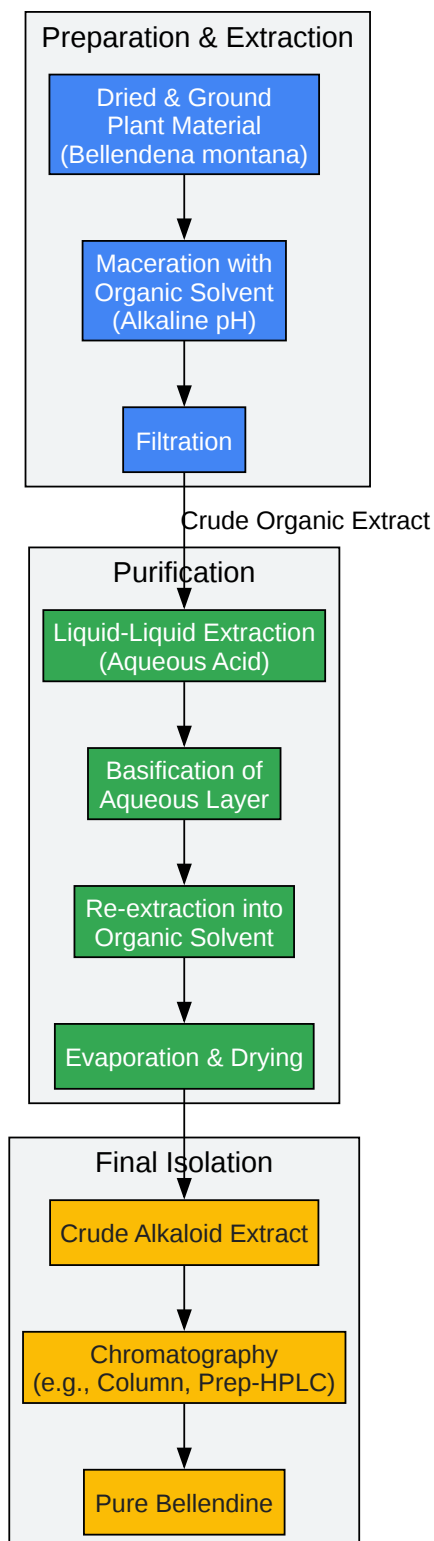 Preparation & Extraction
Dried & Ground
Plant Material
(Bellendena montana)
Maceration with
Organic Solvent
(Alkaline pH)
Filtration
Crude Organic Extract
Purification
Liquid-Liquid Extraction
(Aqueous Acid)
Basification of
Aqueous Layer
Re-extraction into
Organic Solvent
Evaporation & Drying
Final Isolation
Crude Alkaloid Extract
Chromatography
(e.g., Column, Prep-HPLC)
Pure Bellendine